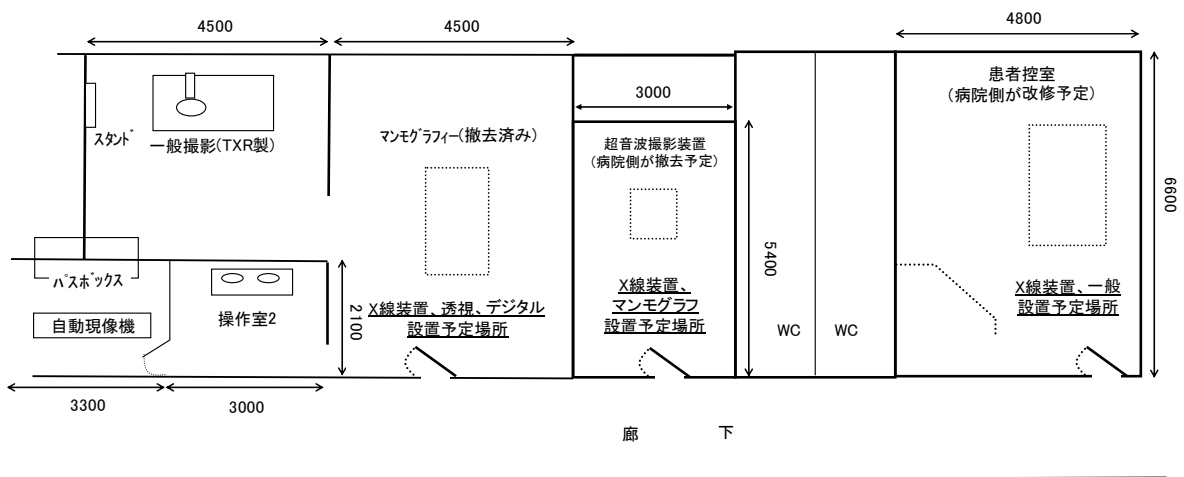 4500
4500
4800
患者控室
(病院側が改修予定)
3000
スタンド
一般撮影(TXR製)
マンモグラフィー(撤去済み)
超音波撮影装置
(病院側が撤去予定)
6600
5400
パスボックス
自動現像機
操作室2
2100
X線装置、透視、デジタル
設置予定場所
X線装置、
マンモグラフ
設置予定場所
WC
WC
X線装置、一般
設置予定場所
3300
3000
廊 下